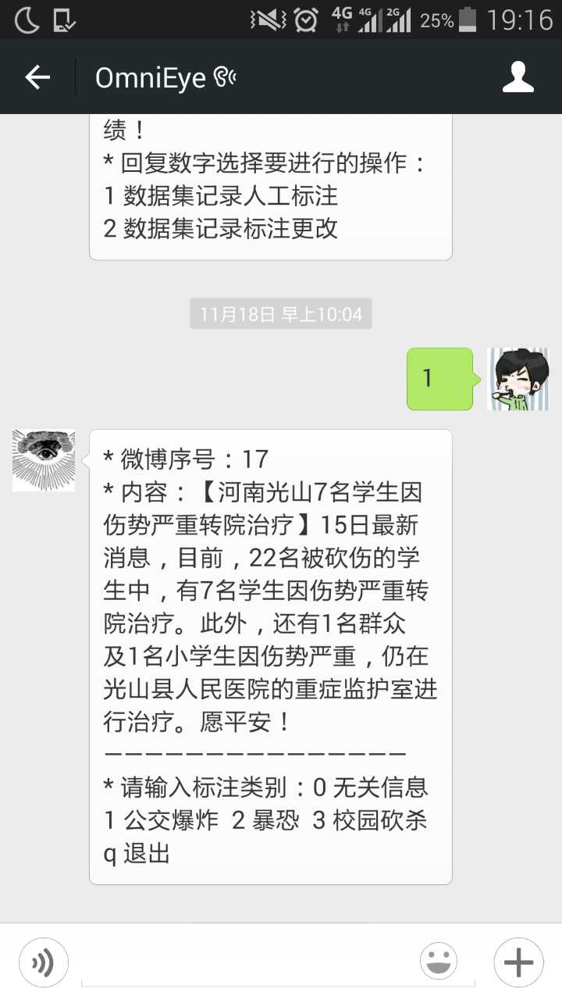 4G 4G 2G 25% 19:16
OmniEye
绩！
* 回复数字选择要进行的操作：
1 数据集记录人工标注
2 数据集记录标注更改
11月18日 早上10:04
1
* 微博序号：17
* 内容：【河南光山7名学生因
伤势严重转院治疗】15日最新
消息，目前，22名被砍伤的学
生中，有7名学生因伤势严重转
院治疗。此外，还有1名群众
及1名小学生因伤势严重，仍在
光山县人民医院的重症监护室进
行治疗。愿平安！
———————————————
* 请输入标注类别：0 无关信息
1 公交爆炸 2 暴恐 3 校园砍杀
q 退出